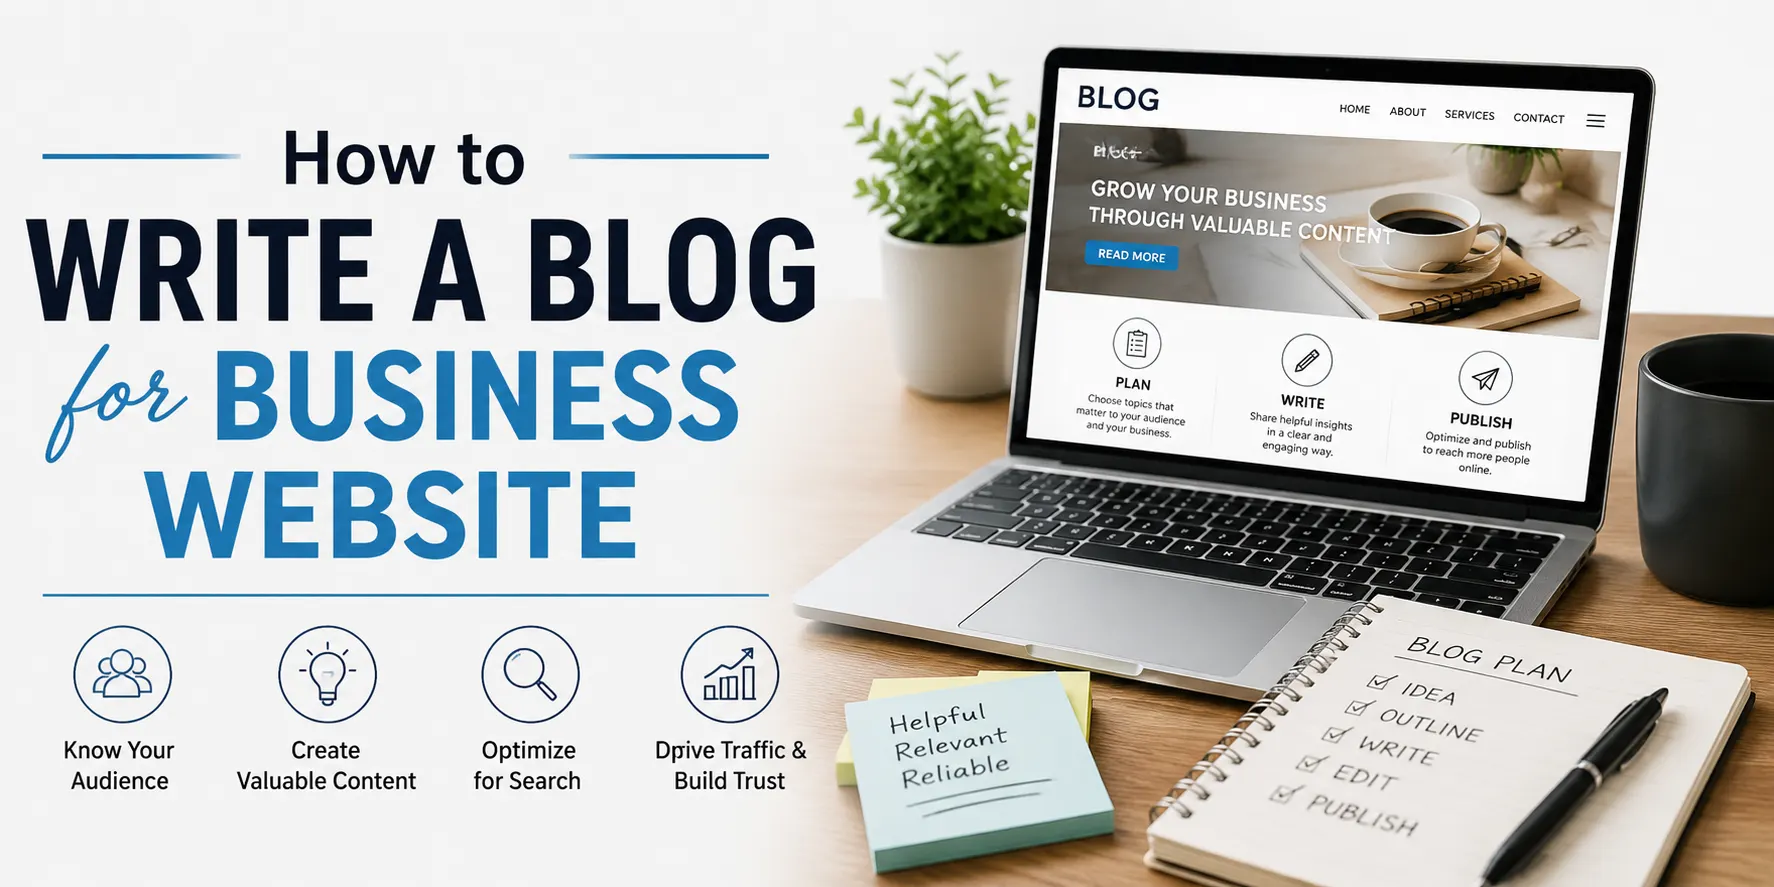 How to
WRITE A BLOG
for BUSINESS
WEBSITE
Know Your
Audience
Create
Valuable Content
Optimize
for Search
Dpive Traffic &
Build Trust
BLOG
HOME ABOUT SERVICES CONTACT
GROW YOUR BUSINESS
THROUGH VALUABLE CONTENT
READ MORE
PLAN
Choose topics that
matter to your audience
and your business.
WRITE
Share helpful insights
in a clear and
engaging way.
PUBLISH
Optimize and publish
to reach more people
online.
Helpful
Relevant
Reliable
BLOG PLAN
IDEA
OUTLINE
WRITE
EDIT
PUBLISH